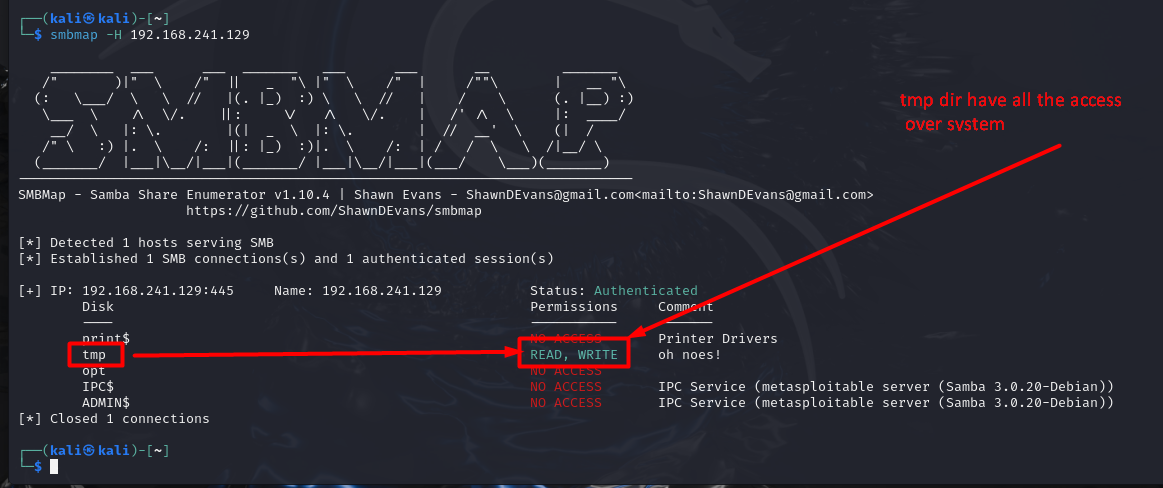 ┌──(kali㉿kali)-[~]
└─$ smbmap -H 192.168.241.129
SMBMAP
tmp dir have all the access
over system
SMBMap - Samba Share Enumerator v1.10.4 | Shawn Evans - ShawnDEvans@gmail.com<mailto:ShawnDEvans@gmail.com>
https://github.com/ShawnDEvans/smbmap
[*] Detected 1 hosts serving SMB
[*] Established 1 SMB connections(s) and 1 authenticated session(s)
[+] IP: 192.168.241.129:445 Name: 192.168.241.129 Status: Authenticated
Disk Permissions Comment
---- ----------- -------
print$ NO ACCESS Printer Drivers
tmp READ, WRITE oh noes!
opt NO ACCESS
IPC$ NO ACCESS IPC Service (metasploitable server (Samba 3.0.20-Debian))
ADMIN$ NO ACCESS IPC Service (metasploitable server (Samba 3.0.20-Debian))
[*] Closed 1 connections
┌──(kali㉿kali)-[~]
└─$